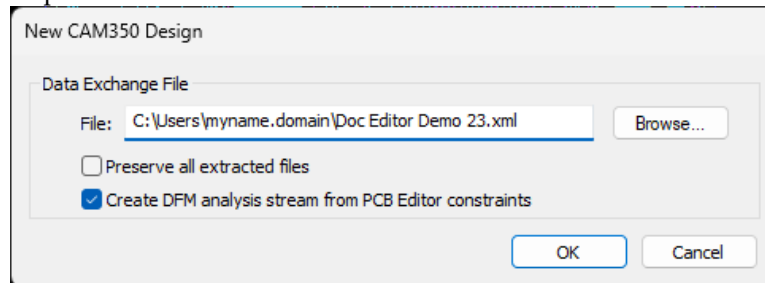 New CAM350 Design
Data Exchange File
File: C:\Users\myname.domain\Doc Editor Demo 23.xml Browse...
Preserve all extracted files
Create DFM analysis stream from PCB Editor constraints
OK Cancel